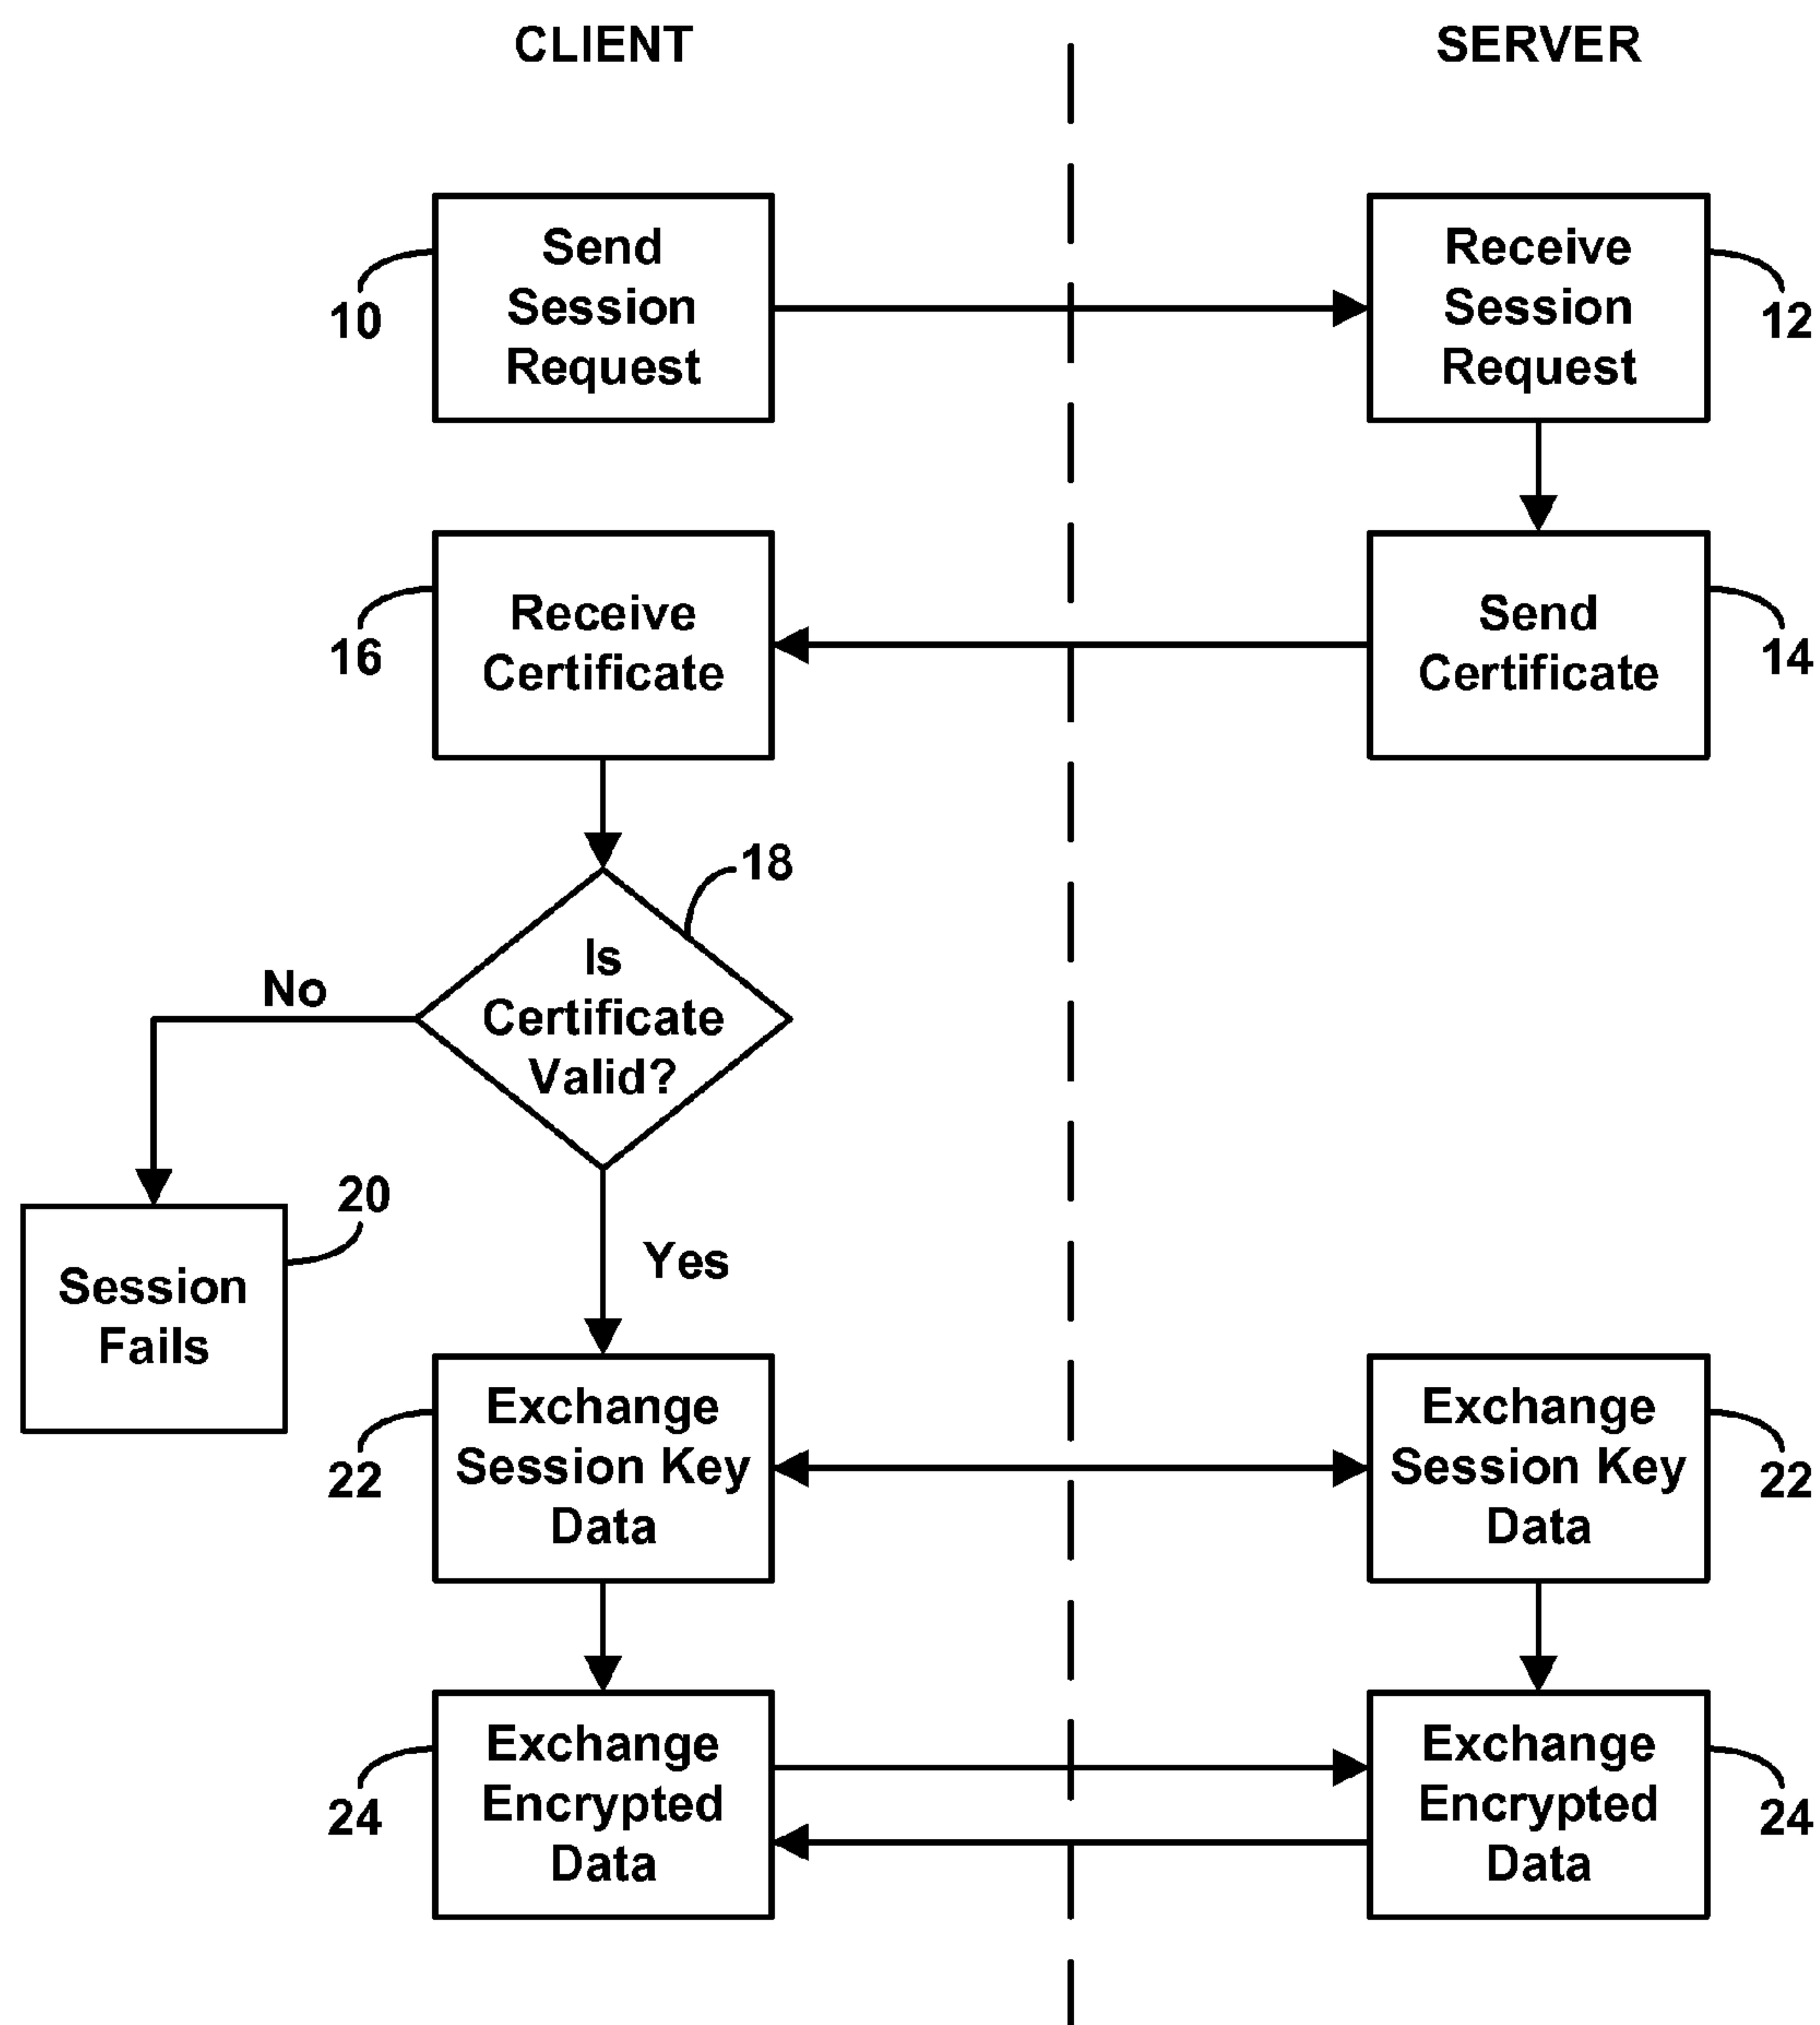 CLIENT
SERVER
Send
Session
Request
10
Receive
Session
Request
12
Receive
Certificate
16
Send
Certificate
14
18
Is
Certificate
Valid?
No
Yes
20
Session
Fails
Exchange
Session Key
Data
22
Exchange
Session Key
Data
22
Exchange
Encrypted
Data
24
Exchange
Encrypted
Data
24